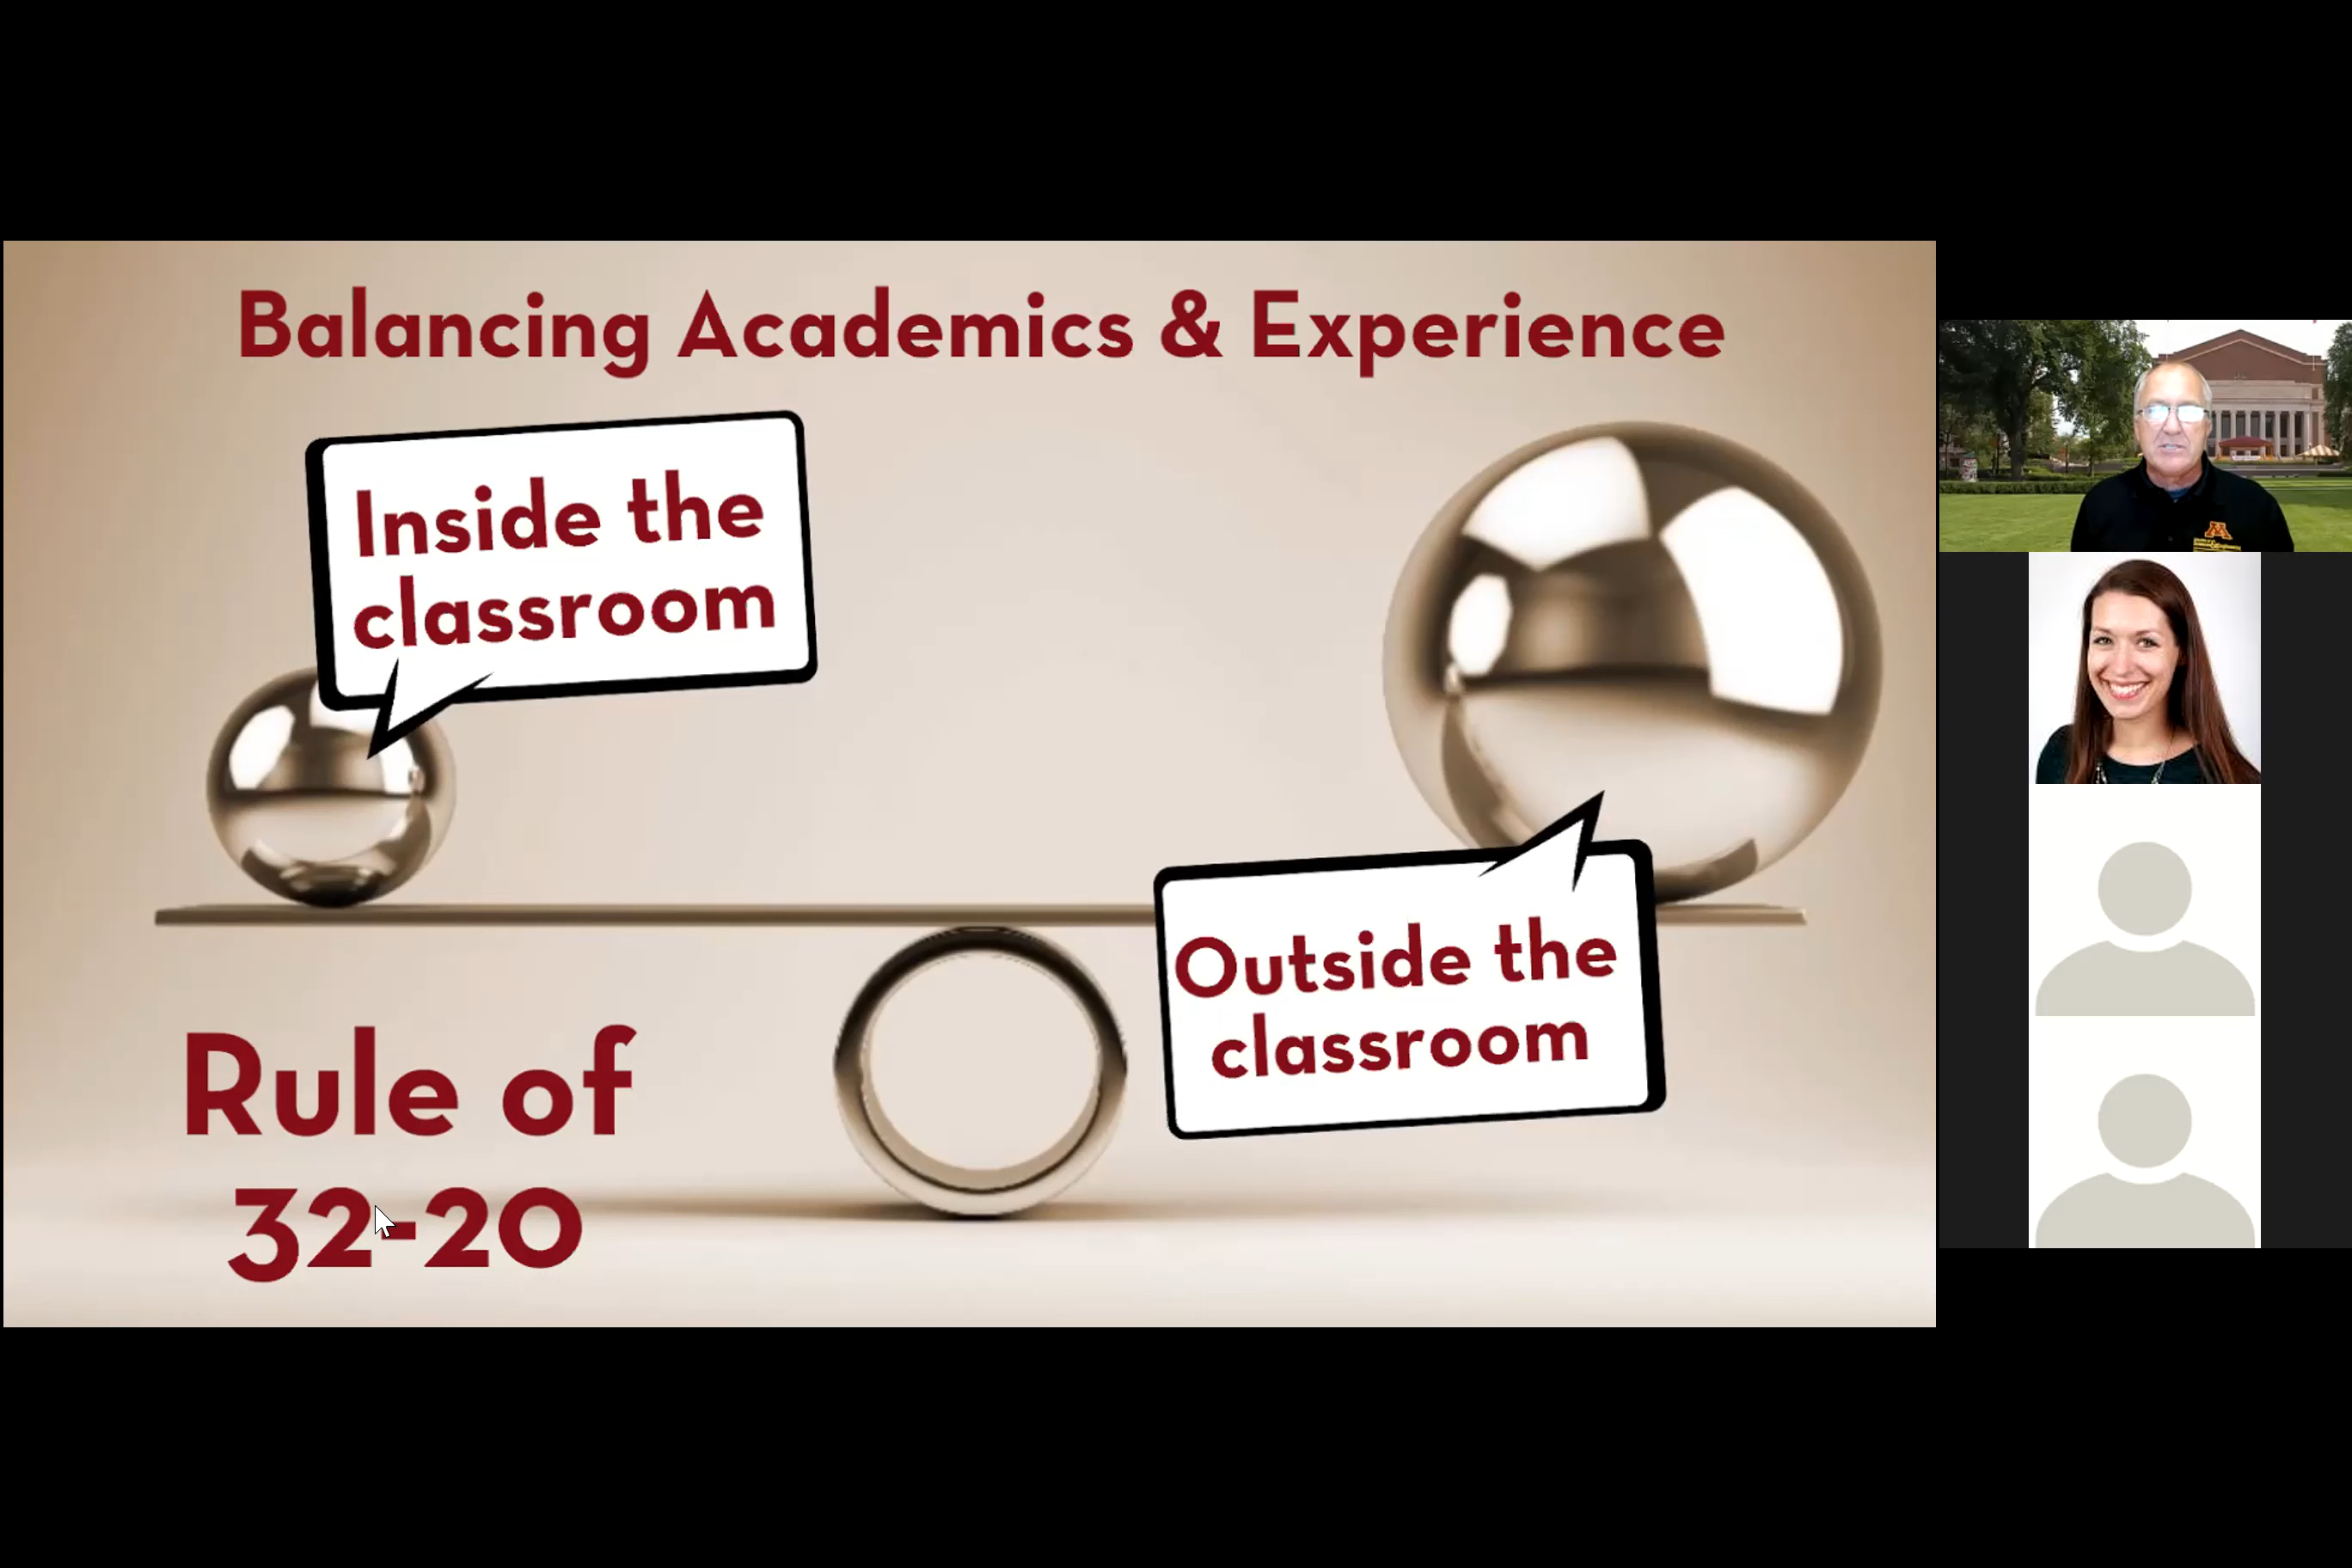 Balancing Academics & Experience
Inside the
classroom
Outside the
classroom
Rule of
32-20
M